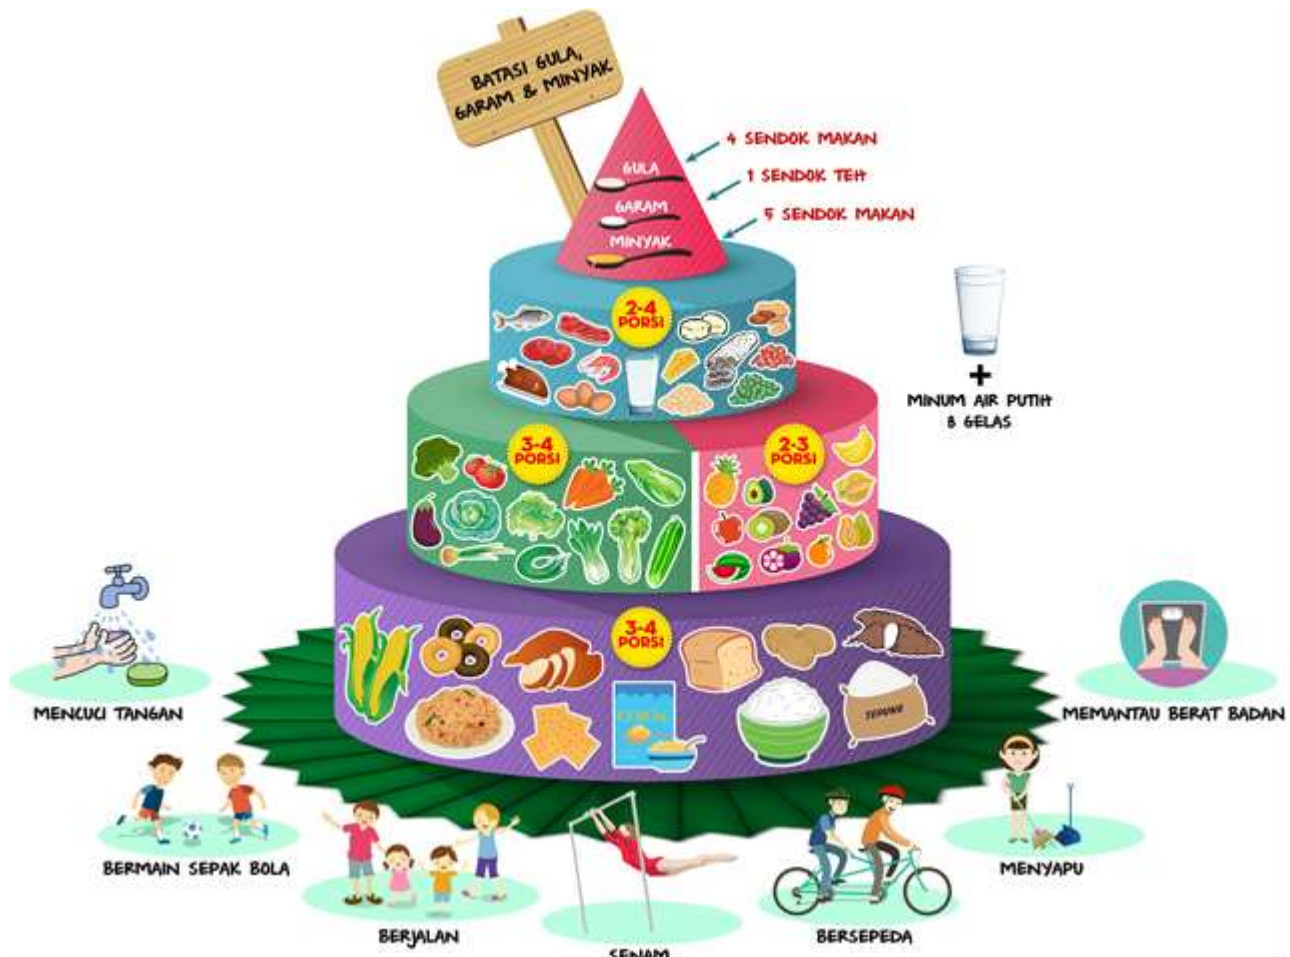 BATASI GULA,
GARAM & MINYAK
4 SENDOK MAKAN
GULA
1 SENDOK TEH
GARAM
5 SENDOK MAKAN
MINYAK
2-4
PORSI
+
MINUM AIR PUTIH
8 GELAS
3-4
PORSI
2-3
PORSI
3-4
PORSI
CEREAL
TEPUNG
MENCUCI TANGAN
MEMANTAU BERAT BADAN
BERMAIN SEPAK BOLA
MENYAPU
BERJALAN
BERSEPEDA
SENAM